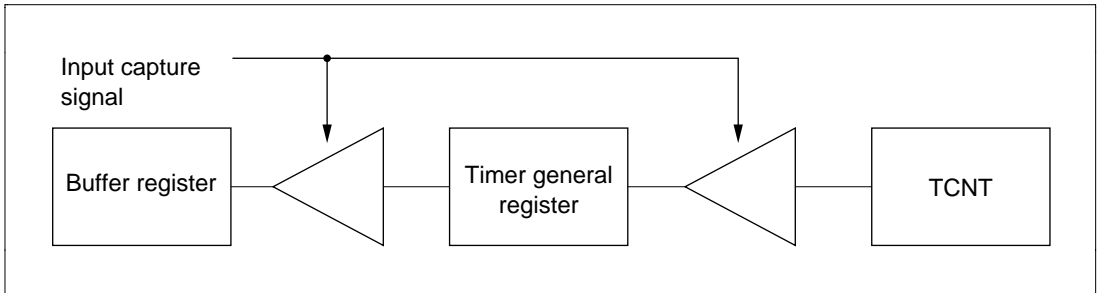 Input capture
signal
Buffer register
Timer general
register
TCNT